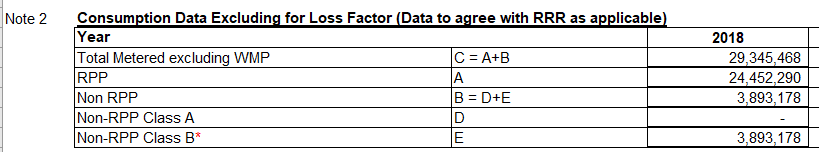 Note 2 Consumption Data Excluding for Loss Factor (Data to agree with RRR as applicable)
Year 2018
Total Metered excluding WMP C = A+B 29,345,468
RPP A 24,452,290
Non RPP B = D+E 3,893,178
Non-RPP Class A D -
Non-RPP Class B* E 3,893,178